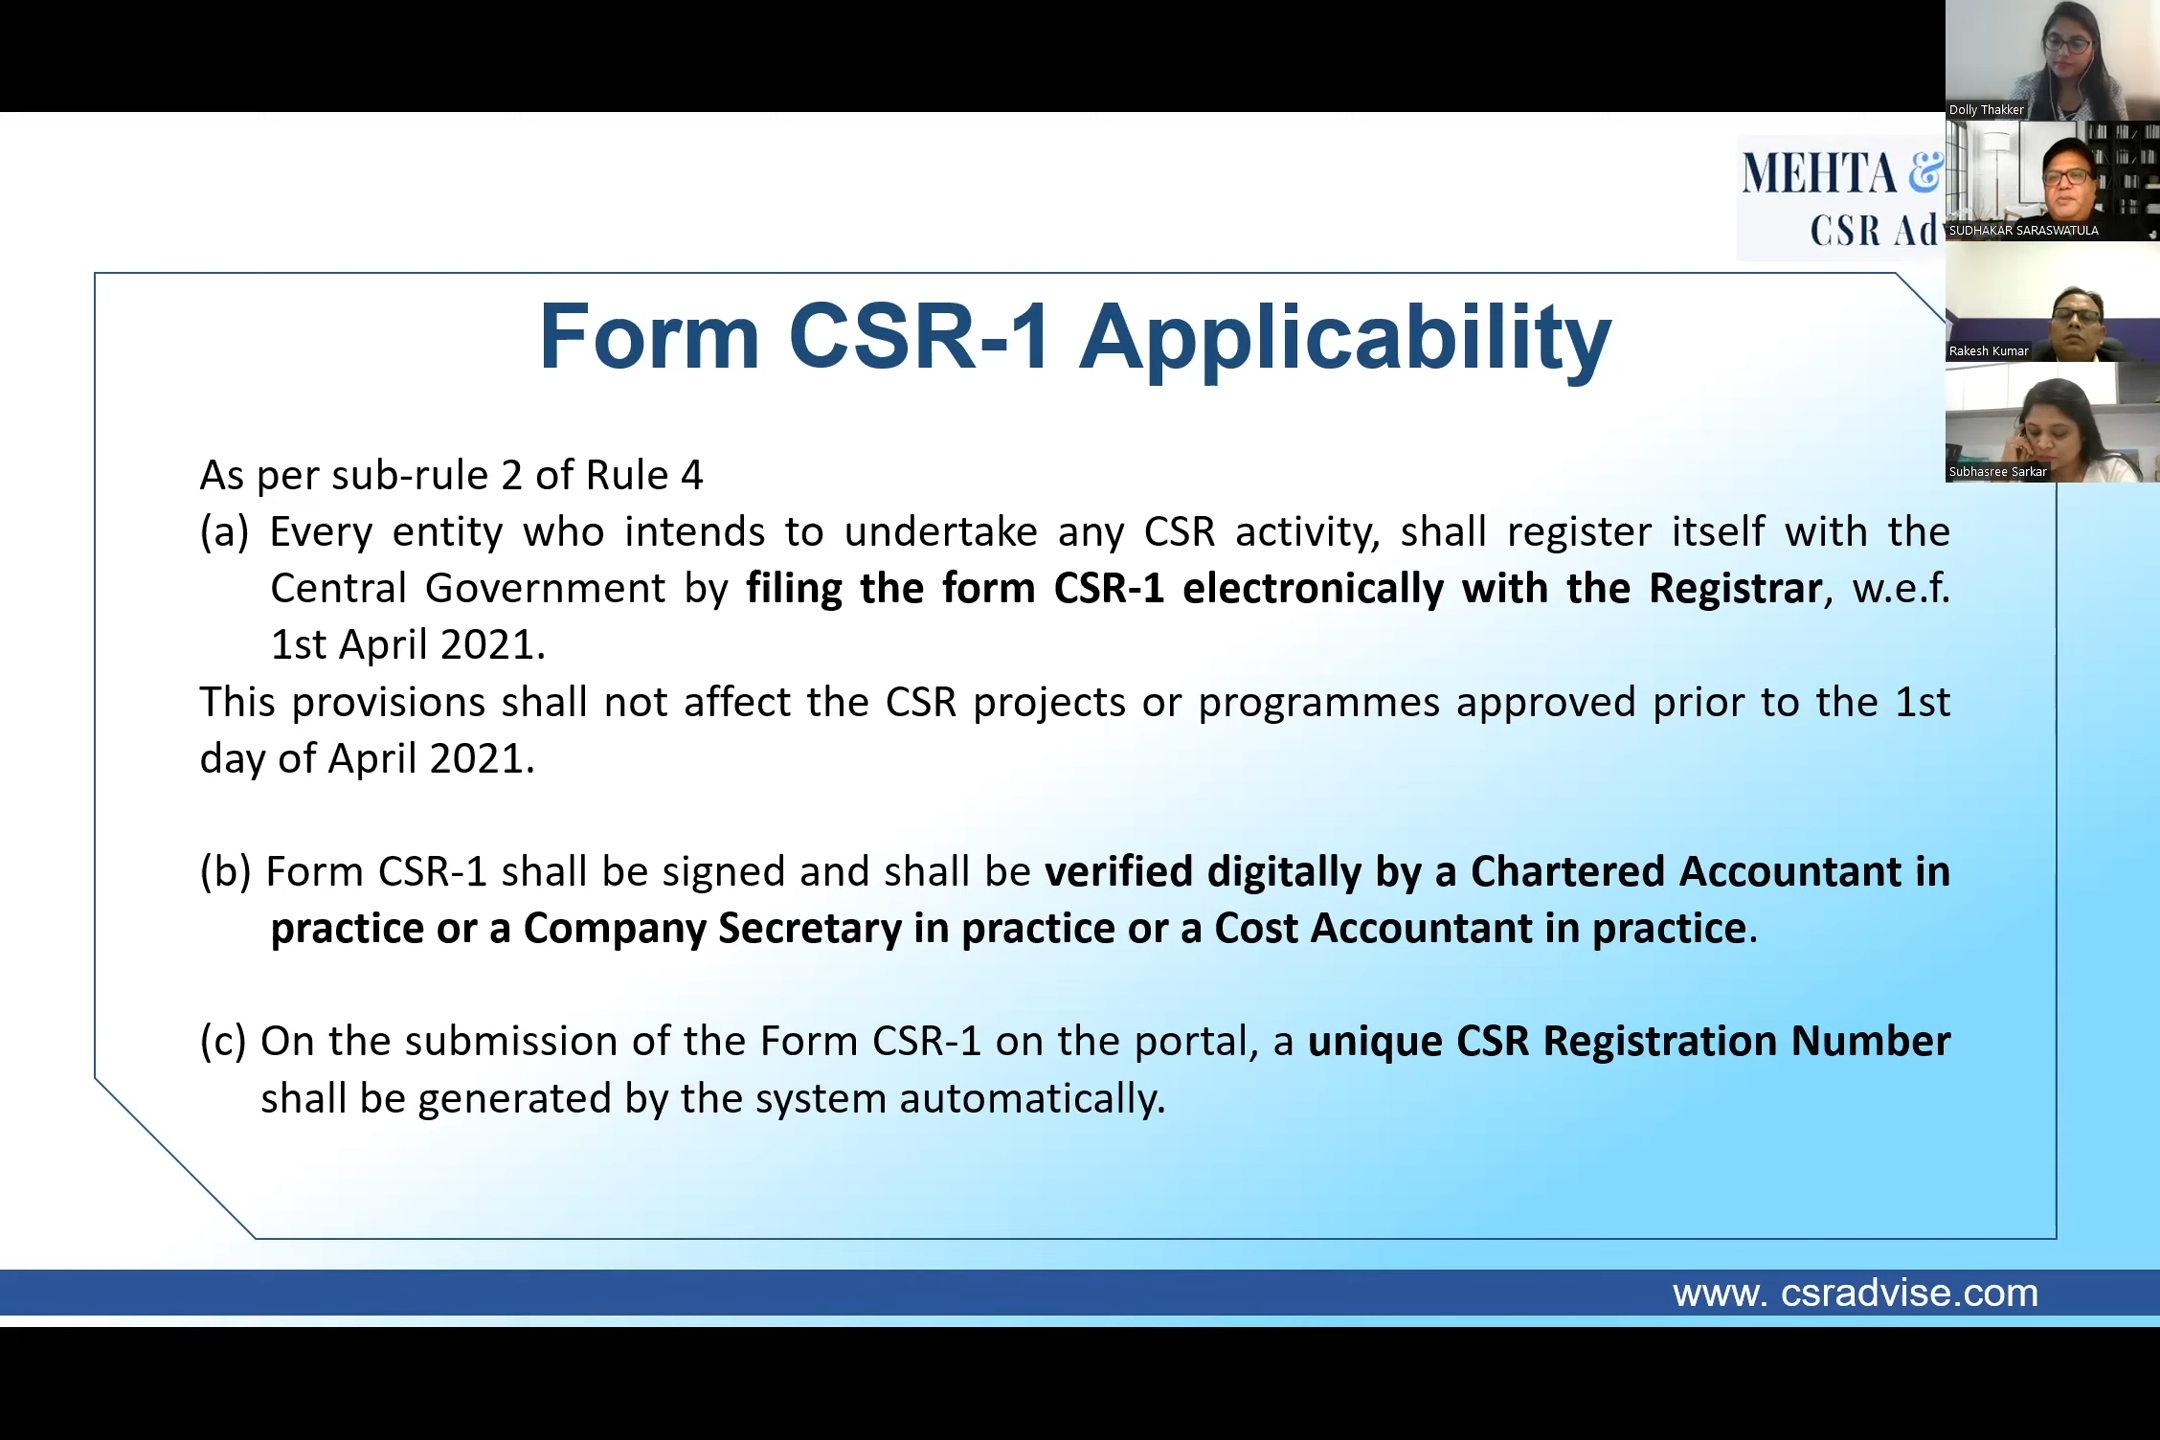 MEHTA &
CSR Adv
Dolly Thakker
SUDHAKAR SARASWATULA
Rakesh Kumar
Subhasree Sarkar
Form CSR-1 Applicability
As per sub-rule 2 of Rule 4
(a) Every entity who intends to undertake any CSR activity, shall register itself with the
Central Government by filing the form CSR-1 electronically with the Registrar, w.e.f.
1st April 2021.
This provisions shall not affect the CSR projects or programmes approved prior to the 1st
day of April 2021.
(b) Form CSR-1 shall be signed and shall be verified digitally by a Chartered Accountant in
practice or a Company Secretary in practice or a Cost Accountant in practice.
(c) On the submission of the Form CSR-1 on the portal, a unique CSR Registration Number
shall be generated by the system automatically.
www. csradvise.com